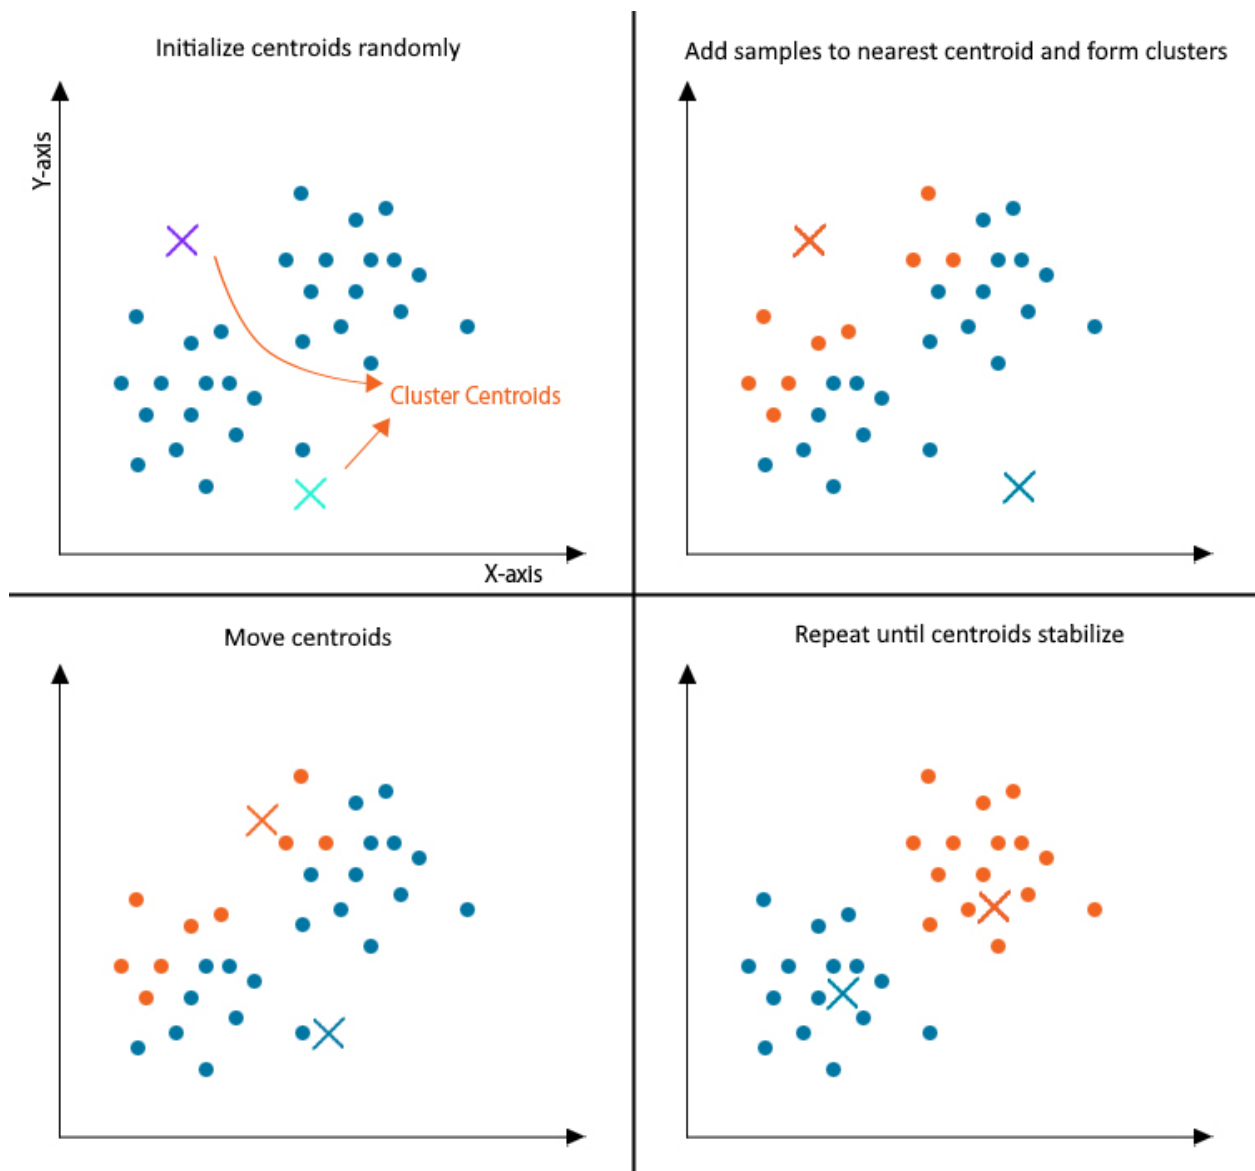 Initialize centroids randomly
Y-axis
Cluster Centroids
X-axis
Add samples to nearest centroid and form clusters
Move centroids
Repeat until centroids stabilize